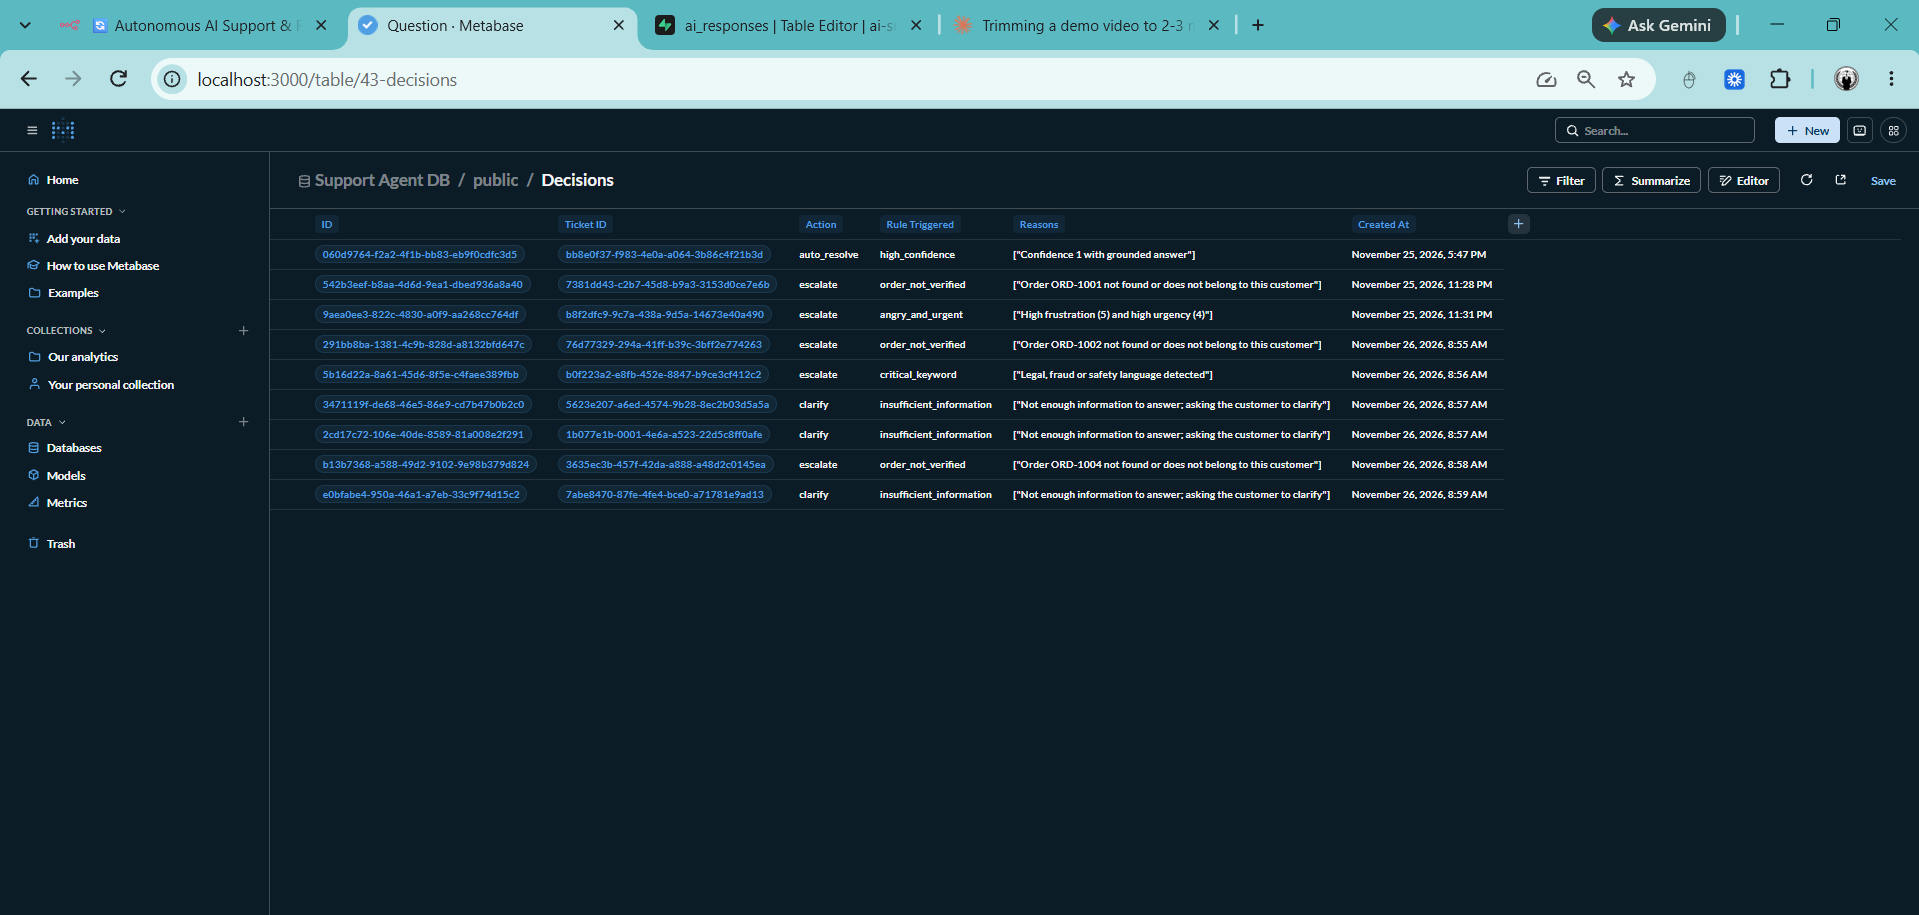 Autonomous AI Support &
Question · Metabase
ai_responses | Table Editor | ai-s
Trimming a demo video to 2-3
Ask Gemini
localhost:3000/table/43-decisions
Search...
+ New
Home
GETTING STARTED
Add your data
How to use Metabase
Examples
COLLECTIONS
Our analytics
Your personal collection
DATA
Databases
Models
Metrics
Trash
Support Agent DB / public / Decisions
Filter
Summarize
Editor
Save
ID Ticket ID Action Rule Triggered Reasons Created At
060d9764-f2a2-4f1b-bb83-eb9f0cdfc3d5 bb8e0f37-f983-4e0a-a064-3b86c4f21b3d auto_resolve high_confidence ["Confidence 1 with grounded answer"] November 25, 2026, 5:47 PM
542b3eef-b8aa-4d6d-9ea1-dbed936a8a40 7381dd43-c2b7-45d8-b9a3-3153d0ce7e6b escalate order_not_verified ["Order ORD-1001 not found or does not belong to this customer"] November 25, 2026, 11:28 PM
9aea0ee3-822c-4830-a0f9-aa268cc764df b8f2dfc9-9c7a-438a-9d5a-14673e40a490 escalate angry_and_urgent ["High frustration (5) and high urgency (4)"] November 25, 2026, 11:31 PM
291bb8ba-1381-4c9b-828d-a8132bfd647c 76d77329-294a-41ff-b39c-3bff2e774263 escalate order_not_verified ["Order ORD-1002 not found or does not belong to this customer"] November 26, 2026, 8:55 AM
5b16d22a-8a61-45d6-8f5e-c4faee389fbb b0f223a2-e8fb-452e-8847-b9ce3cf412c2 escalate critical_keyword ["Legal, fraud or safety language detected"] November 26, 2026, 8:56 AM
3471119f-de68-46e5-86e9-cd7b47b0b2c0 5623e207-a6ed-4574-9b28-8ec2b03d5a5a clarify insufficient_information ["Not enough information to answer; asking the customer to clarify"] November 26, 2026, 8:57 AM
2cd17c72-106e-40de-8589-81a008e2f291 1b077e1b-0001-4e6a-a523-22d5c8ff0afe clarify insufficient_information ["Not enough information to answer; asking the customer to clarify"] November 26, 2026, 8:57 AM
b13b7368-a588-49d2-9102-9e98b379d824 3635ec3b-457f-42da-a888-a48d2c0145ea escalate order_not_verified ["Order ORD-1004 not found or does not belong to this customer"] November 26, 2026, 8:58 AM
e0bfabe4-950a-46a1-a7eb-33c9f74d15c2 7abe8470-87fe-4fe4-bce0-a71781e9ad13 clarify insufficient_information ["Not enough information to answer; asking the customer to clarify"] November 26, 2026, 8:59 AM